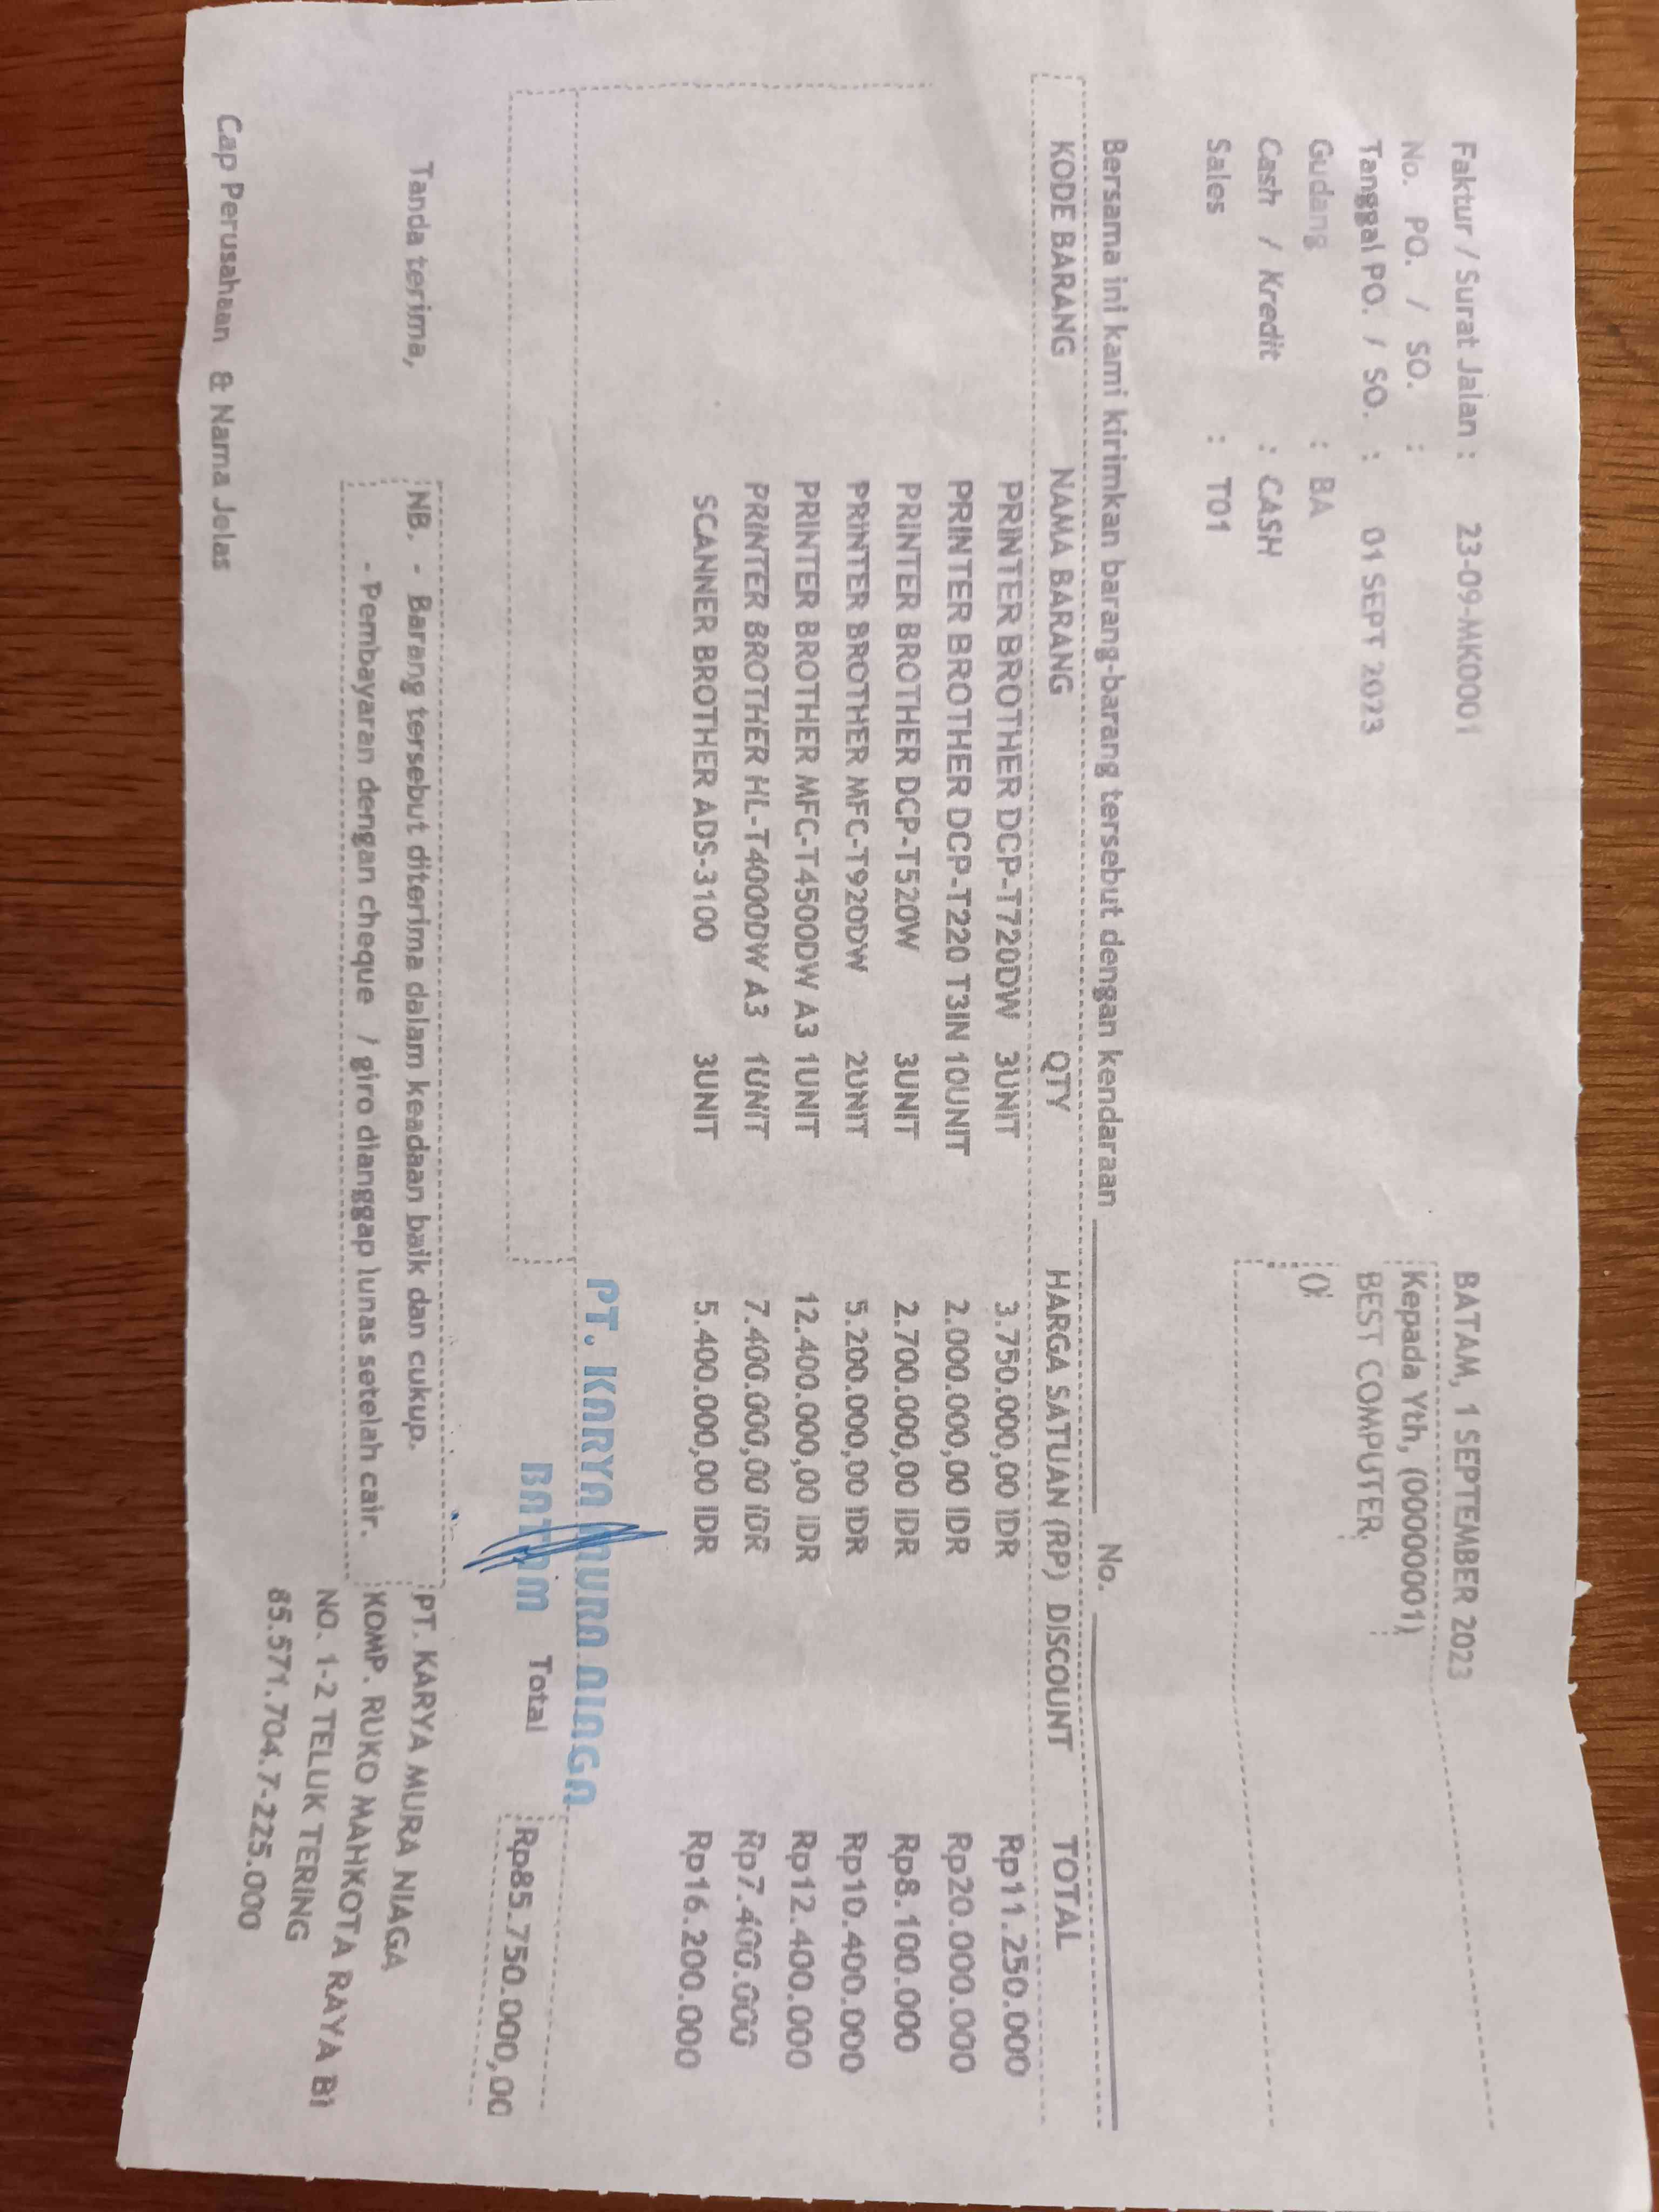 Faktur / Surat Jalan : 23-09-MK0001
No. PO. / SO. :
Tanggal PO. / SO. : 01 SEPT 2023
Gudang : BA
Cash / Kredit : CASH
Sales : T01
BATAM, 1 SEPTEMBER 2023
Kepada Yth, (00000001)
BEST COMPUTER.
():
Bersama ini kami kirimkan barang-barang tersebut dengan kendaraan No.
KODE BARANG NAMA BARANG QTY HARGA SATUAN (RP) DISCOUNT TOTAL
PRINTER BROTHER DCP-T720DW 3UNIT 3.750.000,00 IDR Rp11.250.000
PRINTER BROTHER DCP-T220 T3IN 10UNIT 2.000.000,00 IDR Rp20.000.000
PRINTER BROTHER DCP-T520W 3UNIT 2.700.000,00 IDR Rp8.100.000
PRINTER BROTHER MFC-T920DW 2UNIT 5.200.000,00 IDR Rp10.400.000
PRINTER BROTHER MFC-T4500DW A3 1UNIT 12.400.000,00 IDR Rp12.400.000
PRINTER BROTHER HL-T4000DW A3 1UNIT 7.400.000,00 IDR Rp7.400.000
SCANNER BROTHER ADS-3100 3UNIT 5.400.000,00 IDR Rp16.200.000
PT. KARYA MURA NIAGA
BATAM
Total Rp85.750.000,00
Tanda terima,
NB. - Barang tersebut diterima dalam keadaan baik dan cukup.
- Pembayaran dengan cheque / giro dianggap lunas setelah cair.
PT. KARYA MURA NIAGA
KOMP. RUKO MAHKOTA RAYA B1
NO. 1-2 TELUK TERING
85.571.704.7-225.000
Cap Perusahaan & Nama Jelas